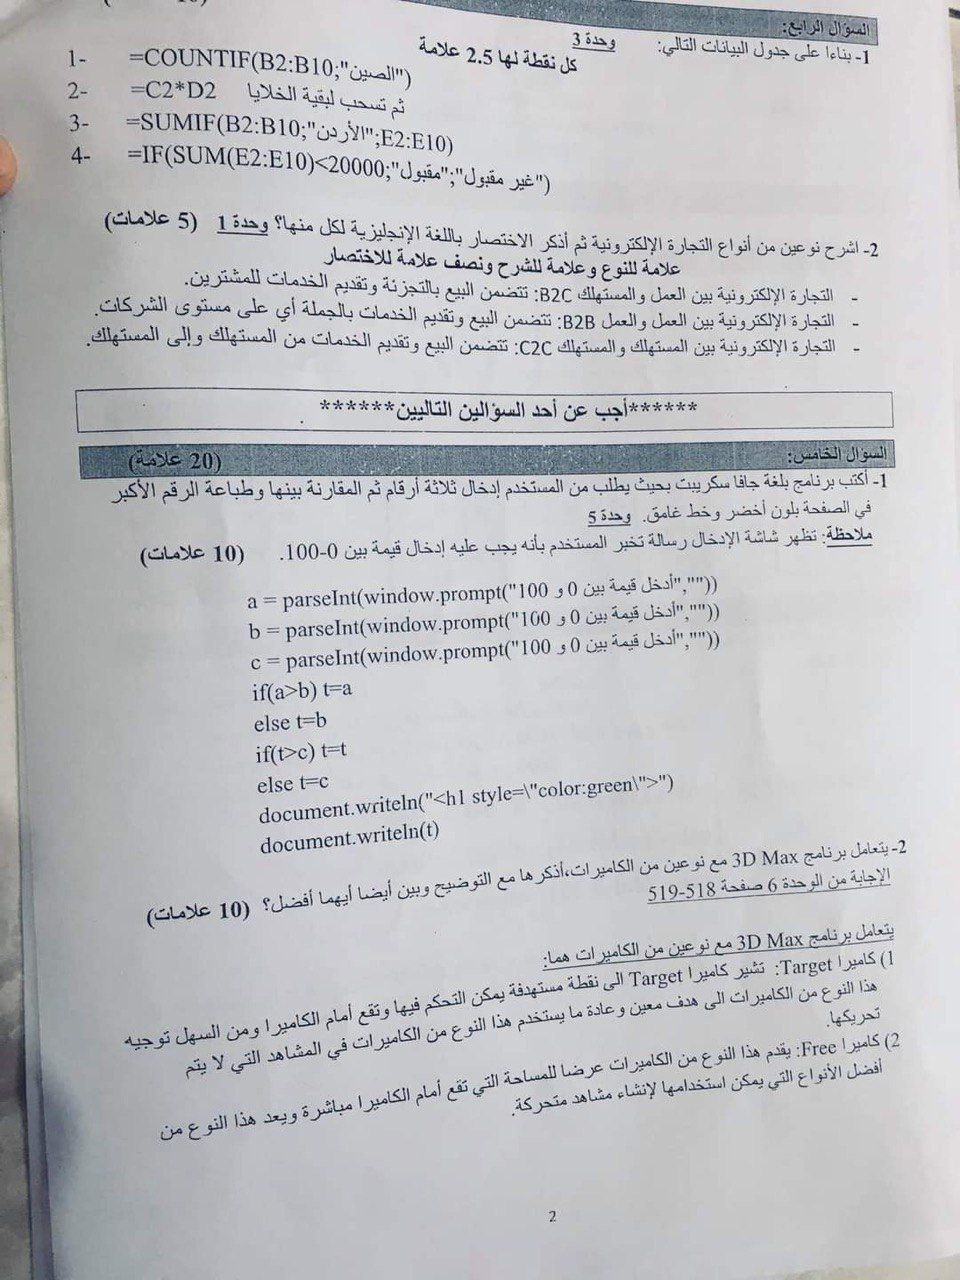 السؤال الرابع:
1- بناءا على جدول البيانات التالي: وحدة 3
كل نقطة لها 2.5 علامة
1- =COUNTIF(B2:B10;"الصين")
2- =C2*D2 ثم تسحب لبقية الخلايا
3- =SUMIF(B2:B10;"الأردن";E2:E10)
4- =IF(SUM(E2:E10)<20000;"مقبول";"غير مقبول")
2- اشرح نوعين من أنواع التجارة الإلكترونية ثم أذكر الاختصار باللغة الإنجليزية لكل منها؟ وحدة 1 (5 علامات)
علامة للنوع وعلامة للشرح ونصف علامة للاختصار
- التجارة الإلكترونية بين العمل والمستهلك B2C: تتضمن البيع بالتجزئة وتقديم الخدمات للمشترين.
- التجارة الإلكترونية بين العمل والعمل B2B: تتضمن البيع وتقديم الخدمات بالجملة أي على مستوى الشركات.
- التجارة الإلكترونية بين المستهلك والمستهلك C2C: تتضمن البيع وتقديم الخدمات من المستهلك وإلى المستهلك.
******أجب عن أحد السؤالين التاليين******
السؤال الخامس: (20 علامة)
1- أكتب برنامج بلغة جافا سكريبت بحيث يطلب من المستخدم إدخال ثلاثة أرقام ثم المقارنة بينها وطباعة الرقم الأكبر
في الصفحة بلون أخضر وخط غامق. وحدة 5
ملاحظة: تظهر شاشة الإدخال رسالة تخبر المستخدم بأنه يجب عليه إدخال قيمة بين 0-100. (10 علامات)
a = parseInt(window.prompt("أدخل قيمة بين 0 و 100",""))
b = parseInt(window.prompt("أدخل قيمة بين 0 و 100",""))
c = parseInt(window.prompt("أدخل قيمة بين 0 و 100",""))
if(a>b) t=a
else t=b
if(t>c) t=t
else t=c
document.writeln("<h1 style=\"color:green\">")
document.writeln(t)
2- يتعامل برنامج 3D Max مع نوعين من الكاميرات،أذكرها مع التوضيح وبين أيضا أيهما أفضل؟ (10 علامات)
الإجابة من الوحدة 6 صفحة 518-519
يتعامل برنامج 3D Max مع نوعين من الكاميرات هما:
1) كاميرا Target: تشير كاميرا Target الى نقطة مستهدفة يمكن التحكم فيها وتقع أمام الكاميرا ومن السهل توجيه
هذا النوع من الكاميرات الى هدف معين وعادة ما يستخدم هذا النوع من الكاميرات في المشاهد التي لا يتم
تحريكها.
2) كاميرا Free: يقدم هذا النوع من الكاميرات عرضا للمساحة التي تقع أمام الكاميرا مباشرة ويعد هذا النوع من
أفضل الأنواع التي يمكن استخدامها لإنشاء مشاهد متحركة.
2